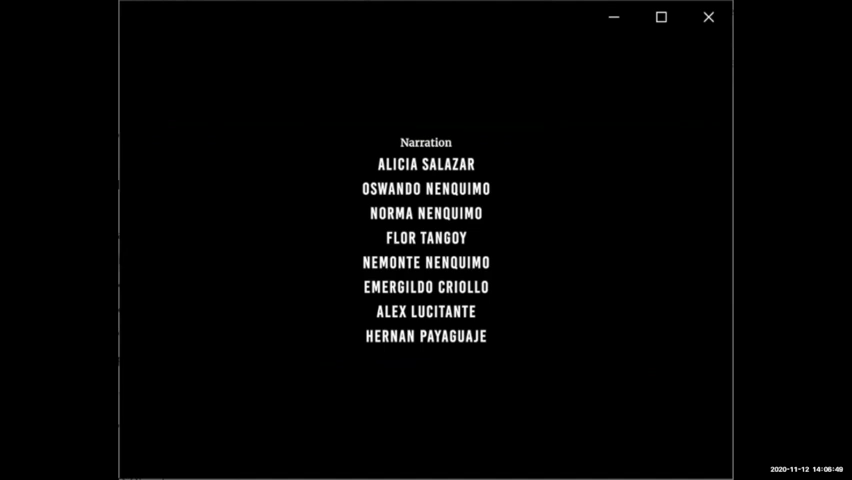 Narration
ALICIA SALAZAR
OSWANDO NENQUIMO
NORMA NENQUIMO
FLOR TANGOY
NEMONTE NENQUIMO
EMERGILDO CRIOLLO
ALEX LUCITANTE
HERNAN PAYAGUAJE
2020-11-12 14:06:49